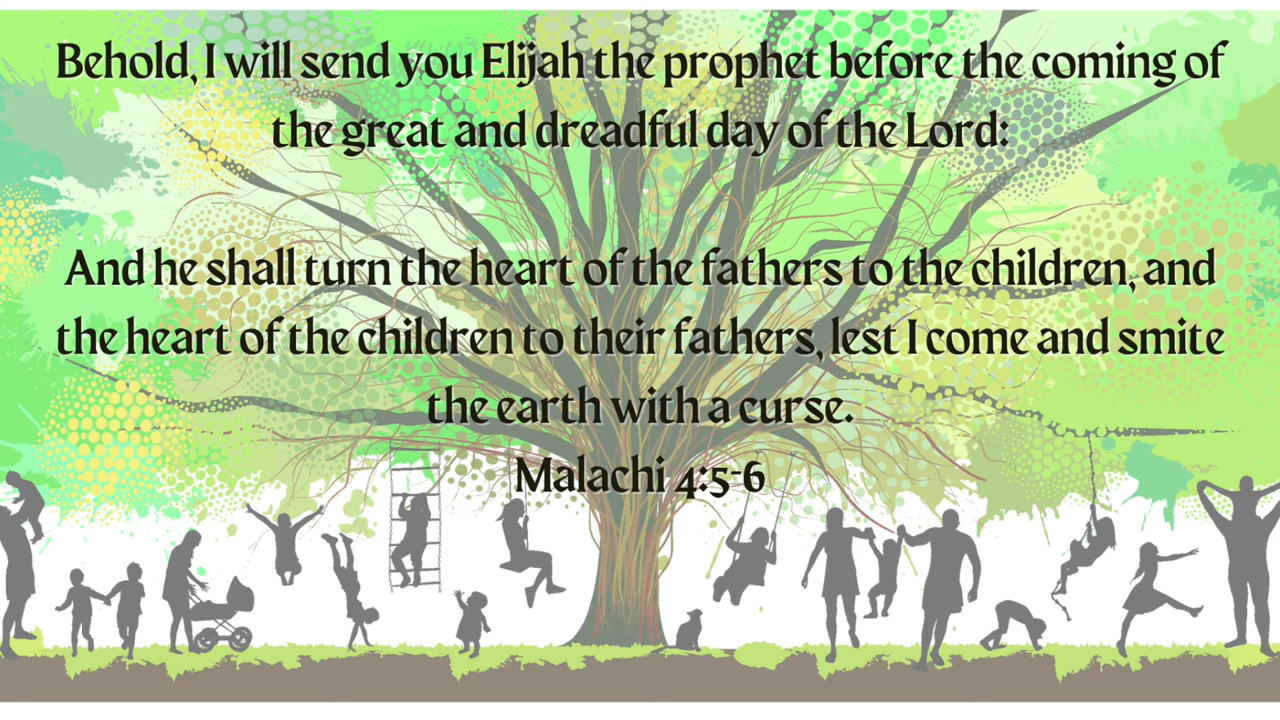 Behold, I will send you Elijah the prophet before the coming of
the great and dreadful day of the Lord:
And he shall turn the heart of the fathers to the children, and
the heart of the children to their fathers, lest I come and smite
the earth with a curse.
Malachi 4:5-6